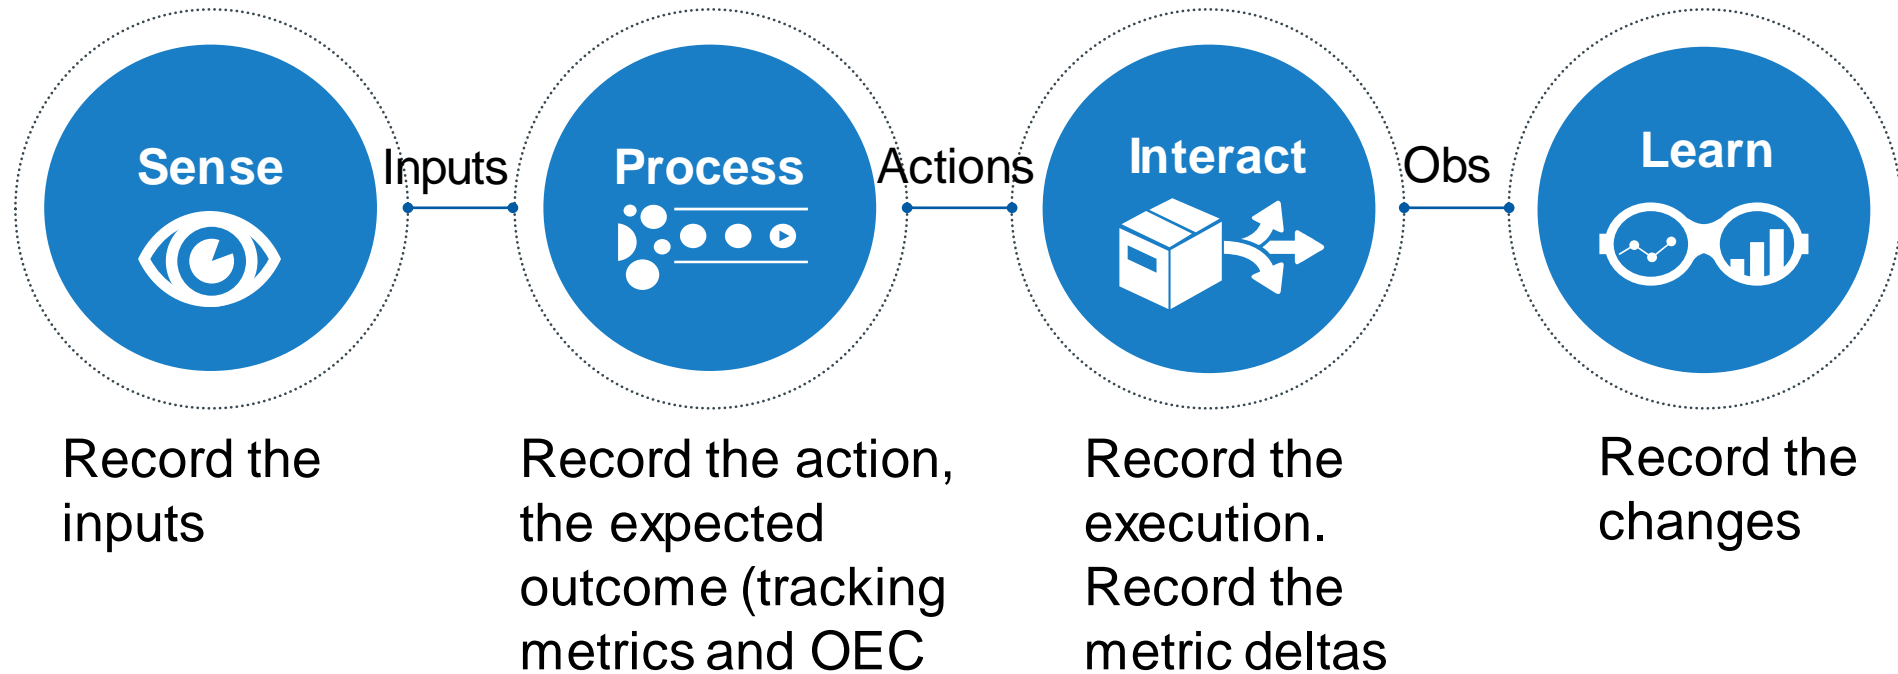 Sense
Inputs
Process
Actions
Interact
Obs
Learn
Record the
inputs
Record the action,
the expected
outcome (tracking
metrics and OEC
Record the
execution.
Record the
metric deltas
Record the
changes